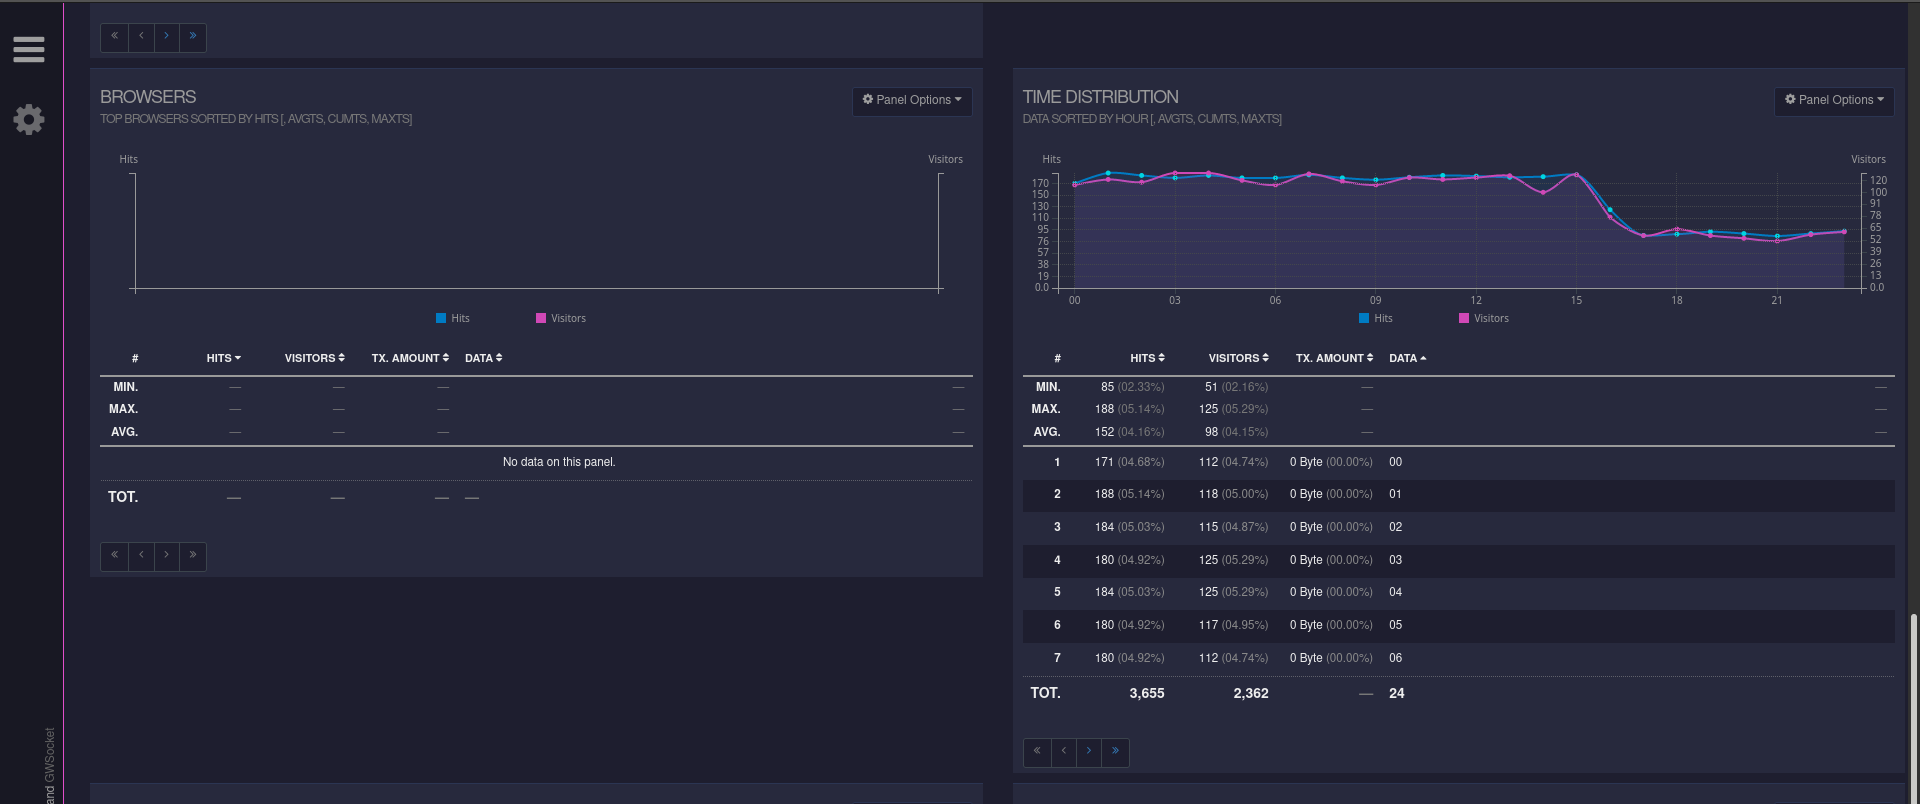 « ‹ › »
BROWSERS
Panel Options
TOP BROWSERS SORTED BY HITS [, AVGTS, CUMTS, MAXTS]
Hits Visitors
Hits Visitors
# HITS VISITORS TX. AMOUNT DATA
MIN. — — — —
MAX. — — — —
AVG. — — — —
No data on this panel.
TOT. — — — —
« ‹ › »
TIME DISTRIBUTION
Panel Options
DATA SORTED BY HOUR [, AVGTS, CUMTS, MAXTS]
Hits Visitors
170 120
150 100
130 91
110 78
95 65
76 52
57 39
38 26
19 13
0.0 0.0
00 03 06 09 12 15 18 21
Hits Visitors
# HITS VISITORS TX. AMOUNT DATA
MIN. 85 (02.33%) 51 (02.16%) — —
MAX. 188 (05.14%) 125 (05.29%) — —
AVG. 152 (04.16%) 98 (04.15%) — —
1 171 (04.68%) 112 (04.74%) 0 Byte (00.00%) 00
2 188 (05.14%) 118 (05.00%) 0 Byte (00.00%) 01
3 184 (05.03%) 115 (04.87%) 0 Byte (00.00%) 02
4 180 (04.92%) 125 (05.29%) 0 Byte (00.00%) 03
5 184 (05.03%) 125 (05.29%) 0 Byte (00.00%) 04
6 180 (04.92%) 117 (04.95%) 0 Byte (00.00%) 05
7 180 (04.92%) 112 (04.74%) 0 Byte (00.00%) 06
TOT. 3,655 2,362 — 24
« ‹ › »
and GWSocket